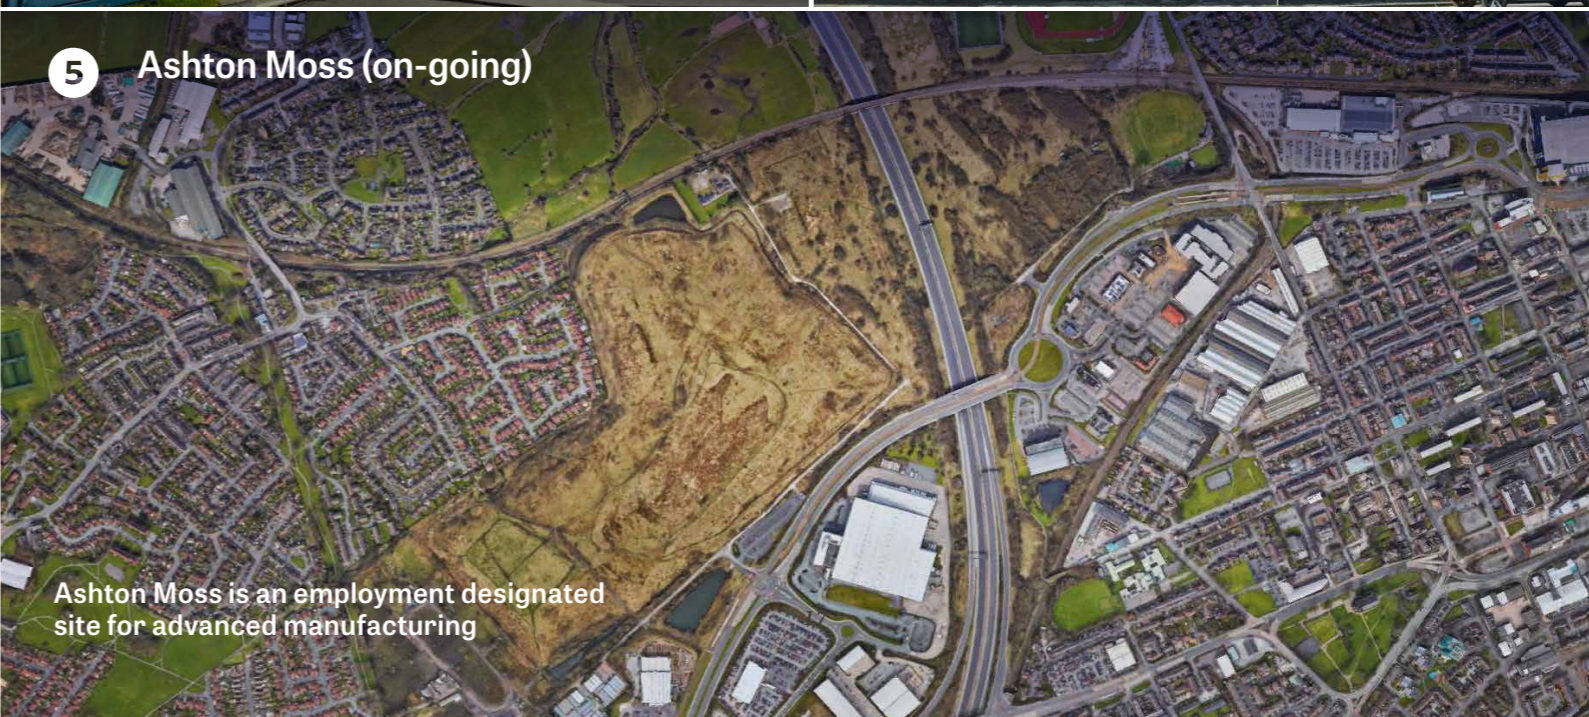 5
Ashton Moss (on-going)
Ashton Moss is an employment designated
site for advanced manufacturing